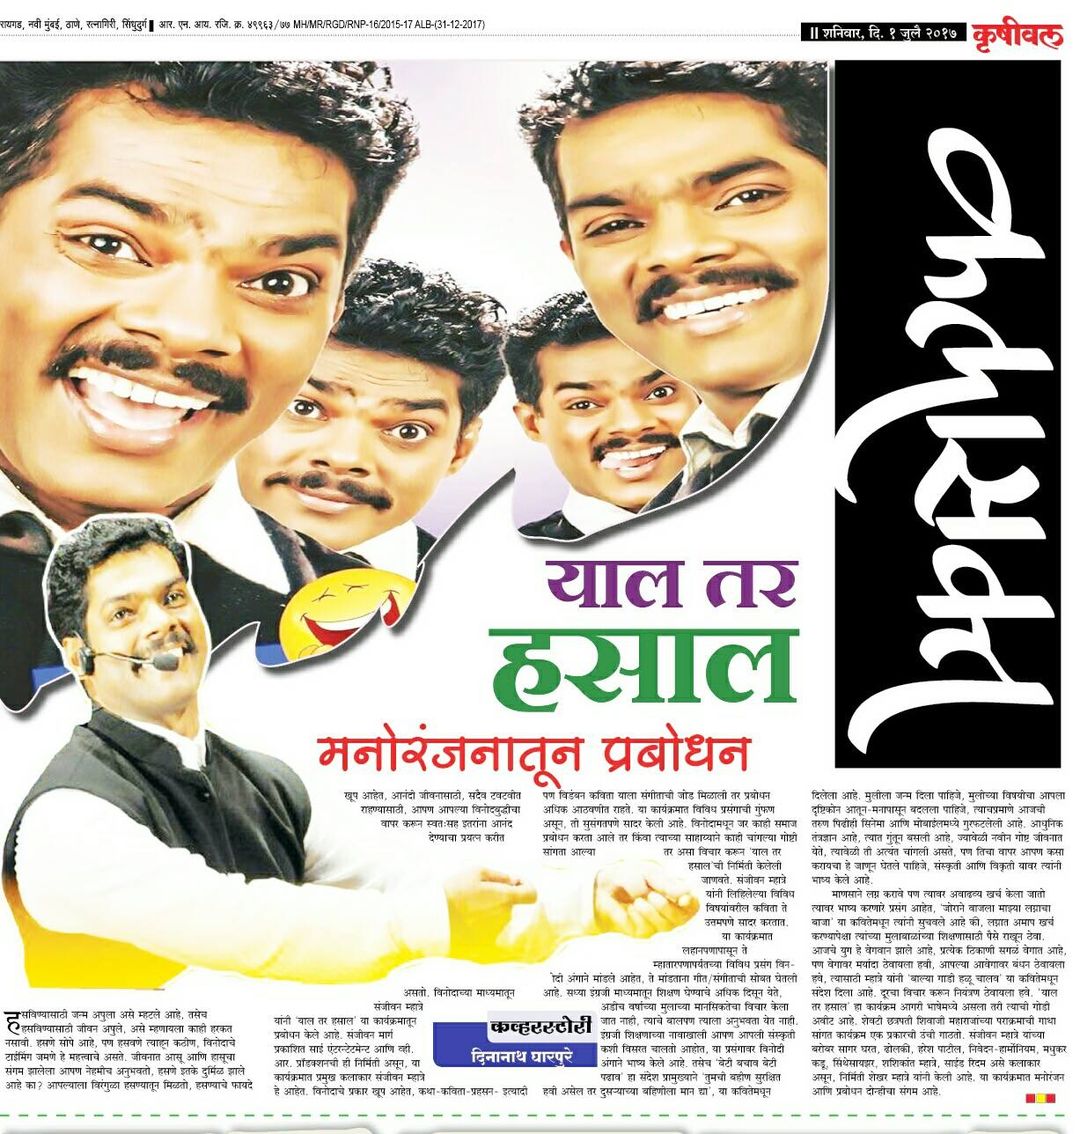 रायगड, नवी मुंबई, ठाणे, रत्नागिरी, सिंधुदुर्ग ॥ आर. एन. आय. रजि. क्र. ४९९६३/७७ MH/MR/RGD/RNP-16/2015-17 ALB-(31-12-2017)
॥ शनिवार, दि. १ जुलै २०१७
कृषीवल
याल तर
हसाल
मनोरंजनातून प्रबोधन
हसविण्यासाठी जन्म अपुला असे म्हटले आहे, तसेच
हसविण्यासाठी जीवन अपुले, असे म्हणायला काही हरकत
नसावी. हसणे सोपे आहे, पण हसवणे त्याहून कठीण, विनोदाचे
टाईमिंग जमणे हे महत्वाचे असते. जीवनात आसू आणि हासूचा
संगम झालेला आपण नेहमीच अनुभवतो, हसणे इतके दुर्मिळ झाले
आहे का? आपल्याला विरंगुळा हसण्यातून मिळतो, हसण्याचे फायदे
खूप आहेत, आनंदी जीवनासाठी, सदैव टवटवीत
राहण्यासाठी, आपण आपल्या विनोदबुद्धीचा
वापर करून स्वतःसह इतरांना आनंद
देण्याचा प्रयत्न करीत
असतो. विनोदाच्या माध्यमातून
संजीवन म्हात्रे
यांनी 'याल तर हसाल' या कार्यक्रमातून
प्रबोधन केले आहे. संजीवन मार्ग
प्रकाशित साई एंटरन्टेटमेन्ट आणि व्ही.
आर. प्रॉडक्शनची ही निर्मिती असून, या
कार्यक्रमात प्रमुख कलाकार संजीवन म्हात्रे
हे आहेत. विनोदाचे प्रकार खूप आहेत, कथा-कविता-प्रहसन- इत्यादी
कव्हरस्टोरी
दिनानाथ घारपुरे
पण विडंबन कविता याला संगीताची जोड मिळाली तर प्रबोधन
अधिक आठवणीत राहते. या कार्यक्रमात विविध प्रसंगाची गुंफण
असून, ती सुसंगतपणे सादर केली आहे. विनोदामधून जर काही समाज
प्रबोधन करता आले तर किंवा त्याच्या साहाय्याने काही चांगल्या गोष्टी
सांगता आल्या तर असा विचार करून 'याल तर
हसाल'ची निर्मिती केलेली
जाणवते. संजीवन म्हात्रे
यांनी लिहिलेल्या विविध
विषयांवरील कविता ते
उत्तमपणे सादर करतात.
या कार्यक्रमात
लहानपणापासून ते
म्हातारपणापर्यंतच्या विविध प्रसंग विन-
ोदी अंगाने मांडले आहेत, ते मांडताना गीत/संगीताची सोबत घेतली
आहे. सध्या इंग्रजी माध्यमातून शिक्षण घेण्याचे अधिक दिसून येते,
अडीच वर्षाच्या मुलाच्या मानसिकतेचा विचार केला
जात नाही, त्याचे बालपण त्याला अनुभवता येत नाही.
इंग्रजी शिक्षणाच्या नावाखाली आपण आपली संस्कृती
कशी विसरत चालतो आहेत, या प्रसंगावर विनोदी
अंगाने भाष्य केले आहे. तसेच 'बेटी बचाव बेटी
पढाव' हा संदेश प्रामुख्याने 'तुमची बहीण सुरक्षित
हवी असेल तर दुसऱ्याच्या बहिणीला मान द्या', या कवितेमधून
दिलेला आहे. मुलीला जन्म दिला पाहिजे, मुलीच्या विषयीचा आपला
दृष्टिकोन आतून-मनापासून बदलला पाहिजे, त्याचप्रमाणे आजची
तरुण पिढीही सिनेमा आणि मोबाईलमध्ये गुरफटलेली आहे. आधुनिक
तंत्रज्ञान आहे, त्यात गुंतून बसली आहे, ज्यावेळी नवीन गोष्ट जीवनात
येते, त्यावेळी ती अत्यंत चांगली असते, पण तिचा वापर आपण कसा
करायचा हे जाणून घेतले पाहिजे, संस्कृती आणि विकृती यावर त्यांनी
भाष्य केले आहे.
माणसाने लग्न करावे पण त्यावर अवाढव्य खर्च केला जातो
त्यावर भाष्य करणारे प्रसंग आहेत, 'जोराने वाजला माझ्या लग्नाचा
बाजा' या कवितेमधून त्यांनी सुचवले आहे की, लग्नात अमाप खर्च
करण्यापेक्षा त्यांच्या मुलाबाळांच्या शिक्षणासाठी पैसे राखून ठेवा.
आजचे युग हे वेगवान झाले आहे, प्रत्येक ठिकाणी सगळं वेगात आहे,
पण वेगावर मर्यादा ठेवायला हवी, आपल्या आवेगावर बंधन ठेवायला
हवे, त्यासाठी म्हात्रे यांनी 'बाल्या गाडी हळू चालव' या कवितेमधून
संदेश दिला आहे. दूरचा विचार करून नियंत्रण ठेवायला हवे. 'याल
तर हसाल' हा कार्यक्रम आगरी भाषेमध्ये असला तरी त्याची गोडी
अवीट आहे. शेवटी छत्रपती शिवाजी महाराजांच्या पराक्रमाची गाथा
सांगत कार्यक्रम एक प्रकारची उंची गाठतो. संजीवन म्हात्रे यांच्या
बरोबर सागर घरत, ढोलकी, हरेश पाटील, निवेदन-हार्मोनियम, मधुकर
कडू, सिंथेसायझर, शशिकांत म्हात्रे, साईड रिदम असे कलाकार
असून, निर्मिती शेखर म्हात्रे यांनी केली आहे. या कार्यक्रमात मनोरंजन
आणि प्रबोधन दोन्हीचा संगम आहे.